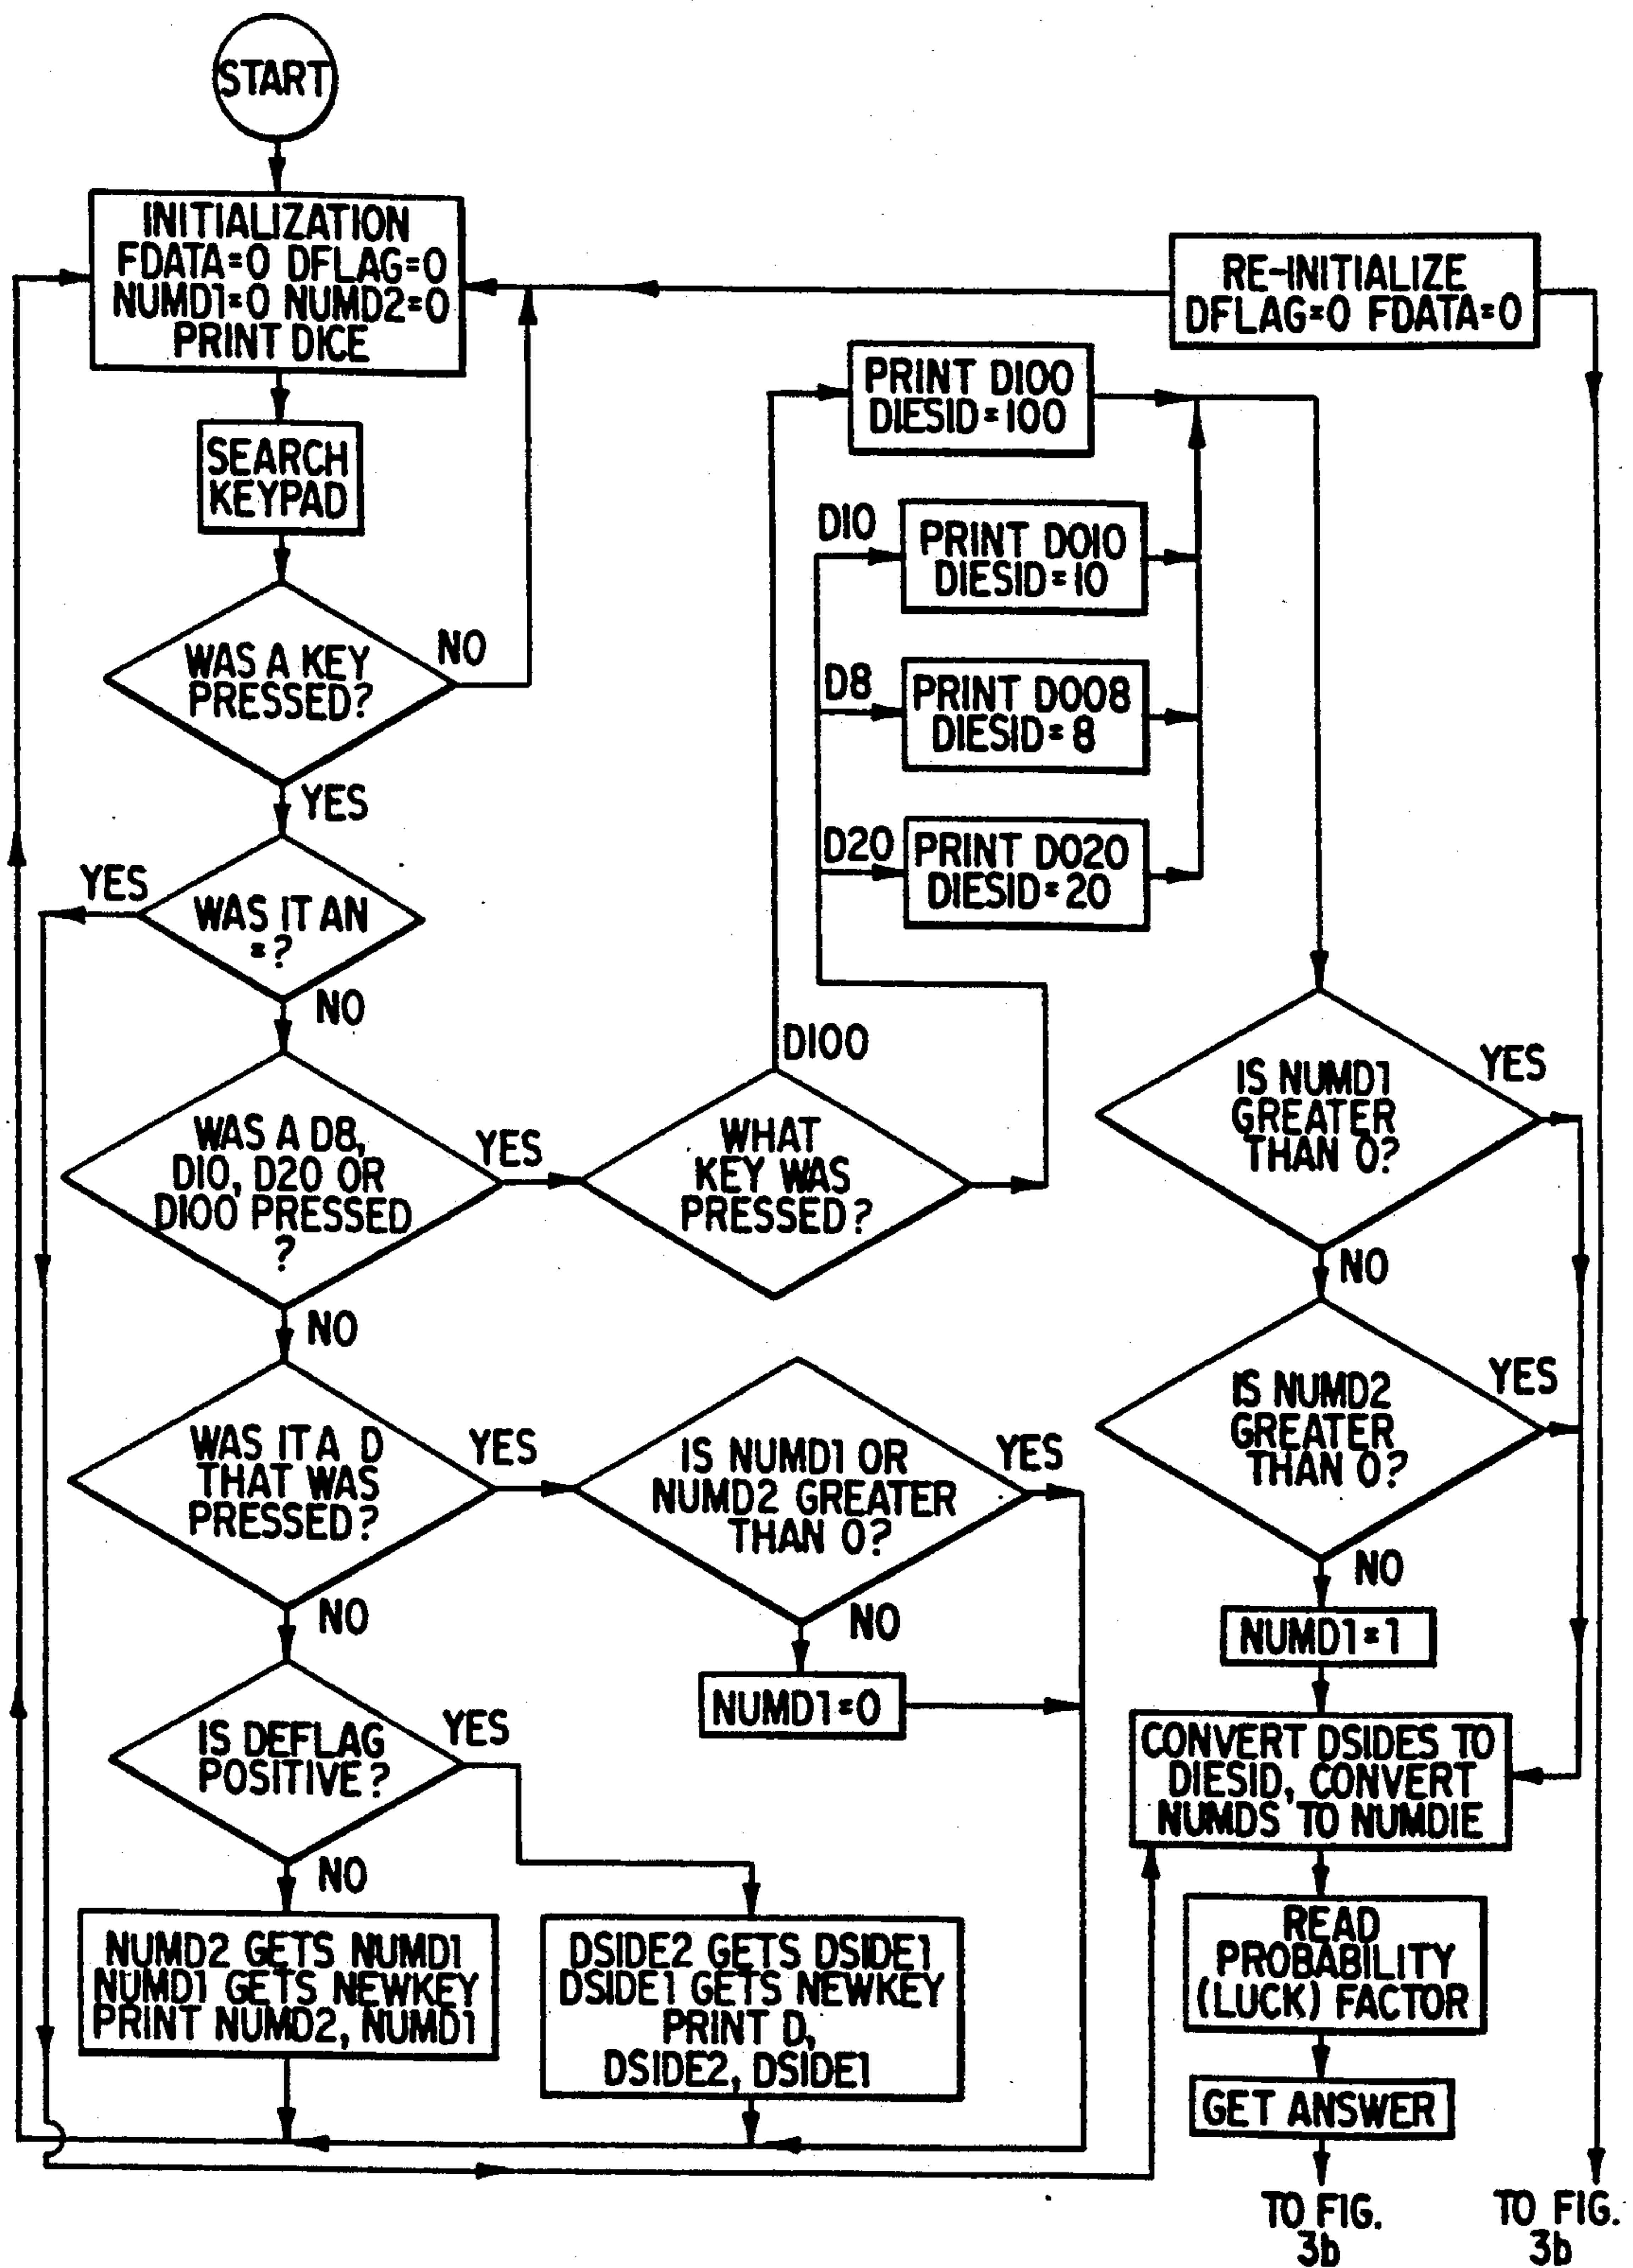 START
INITIALIZATION
FDATA=0 DFLAG=0
NUMD1=0 NUMD2=0
PRINT DICE
RE-INITIALIZE
DFLAG=0 FDATA=0
SEARCH
KEYPAD
PRINT D100
DIESID=100
D10
PRINT D010
DIESID=10
D8
PRINT D008
DIESID=8
D20
PRINT D020
DIESID=20
WAS A KEY
PRESSED?
NO
YES
WAS IT AN
=?
YES
NO
WAS A D8,
D10, D20 OR
D100 PRESSED
?
YES
NO
WHAT
KEY WAS
PRESSED?
D100
IS NUMD1
GREATER
THAN 0?
YES
NO
IS NUMD2
GREATER
THAN 0?
YES
NO
WAS IT A D
THAT WAS
PRESSED?
YES
NO
IS NUMD1 OR
NUMD2 GREATER
THAN 0?
YES
NO
NUMD1=0
NUMD1=1
IS DEFLAG
POSITIVE?
YES
NO
CONVERT DSIDES TO
DIESID, CONVERT
NUMDS TO NUMDIE
NUMD2 GETS NUMD1
NUMD1 GETS NEWKEY
PRINT NUMD2, NUMD1
DSIDE2 GETS DSIDE1
DSIDE1 GETS NEWKEY
PRINT D,
DSIDE2, DSIDE1
READ
PROBABILITY
(LUCK) FACTOR
GET ANSWER
TO FIG.
3b
TO FIG.
3b